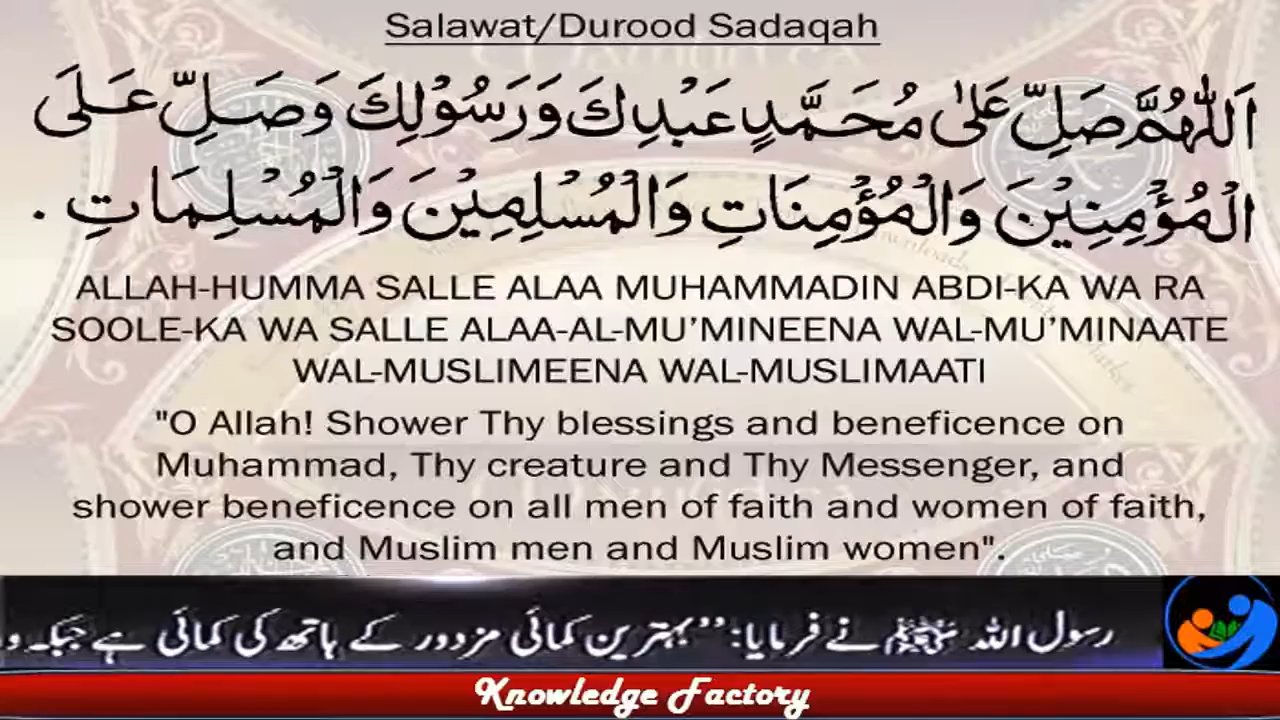 Salawat/Durood Sadaqah
اَللّٰهُمَّ صَلِّ عَلٰى مُحَمَّدٍ عَبْدِكَ وَرَسُوْلِكَ وَصَلِّ عَلَى
الْمُؤْمِنِيْنَ وَالْمُؤْمِنَاتِ وَالْمُسْلِمِيْنَ وَالْمُسْلِمَاتِ .
ALLAH-HUMMA SALLE ALAA MUHAMMADIN ABDI-KA WA RA
SOOLE-KA WA SALLE ALAA-AL-MU’MINEENA WAL-MU’MINAATE
WAL-MUSLIMEENA WAL-MUSLIMAATI
"O Allah! Shower Thy blessings and beneficence on
Muhammad, Thy creature and Thy Messenger, and
shower beneficence on all men of faith and women of faith,
and Muslim men and Muslim women".
رسول اللہ ﷺ نے فرمایا: ’’بہترین کمائی مزدور کے ہاتھ کی کمائی ہے جبکہ و
Knowledge Factory